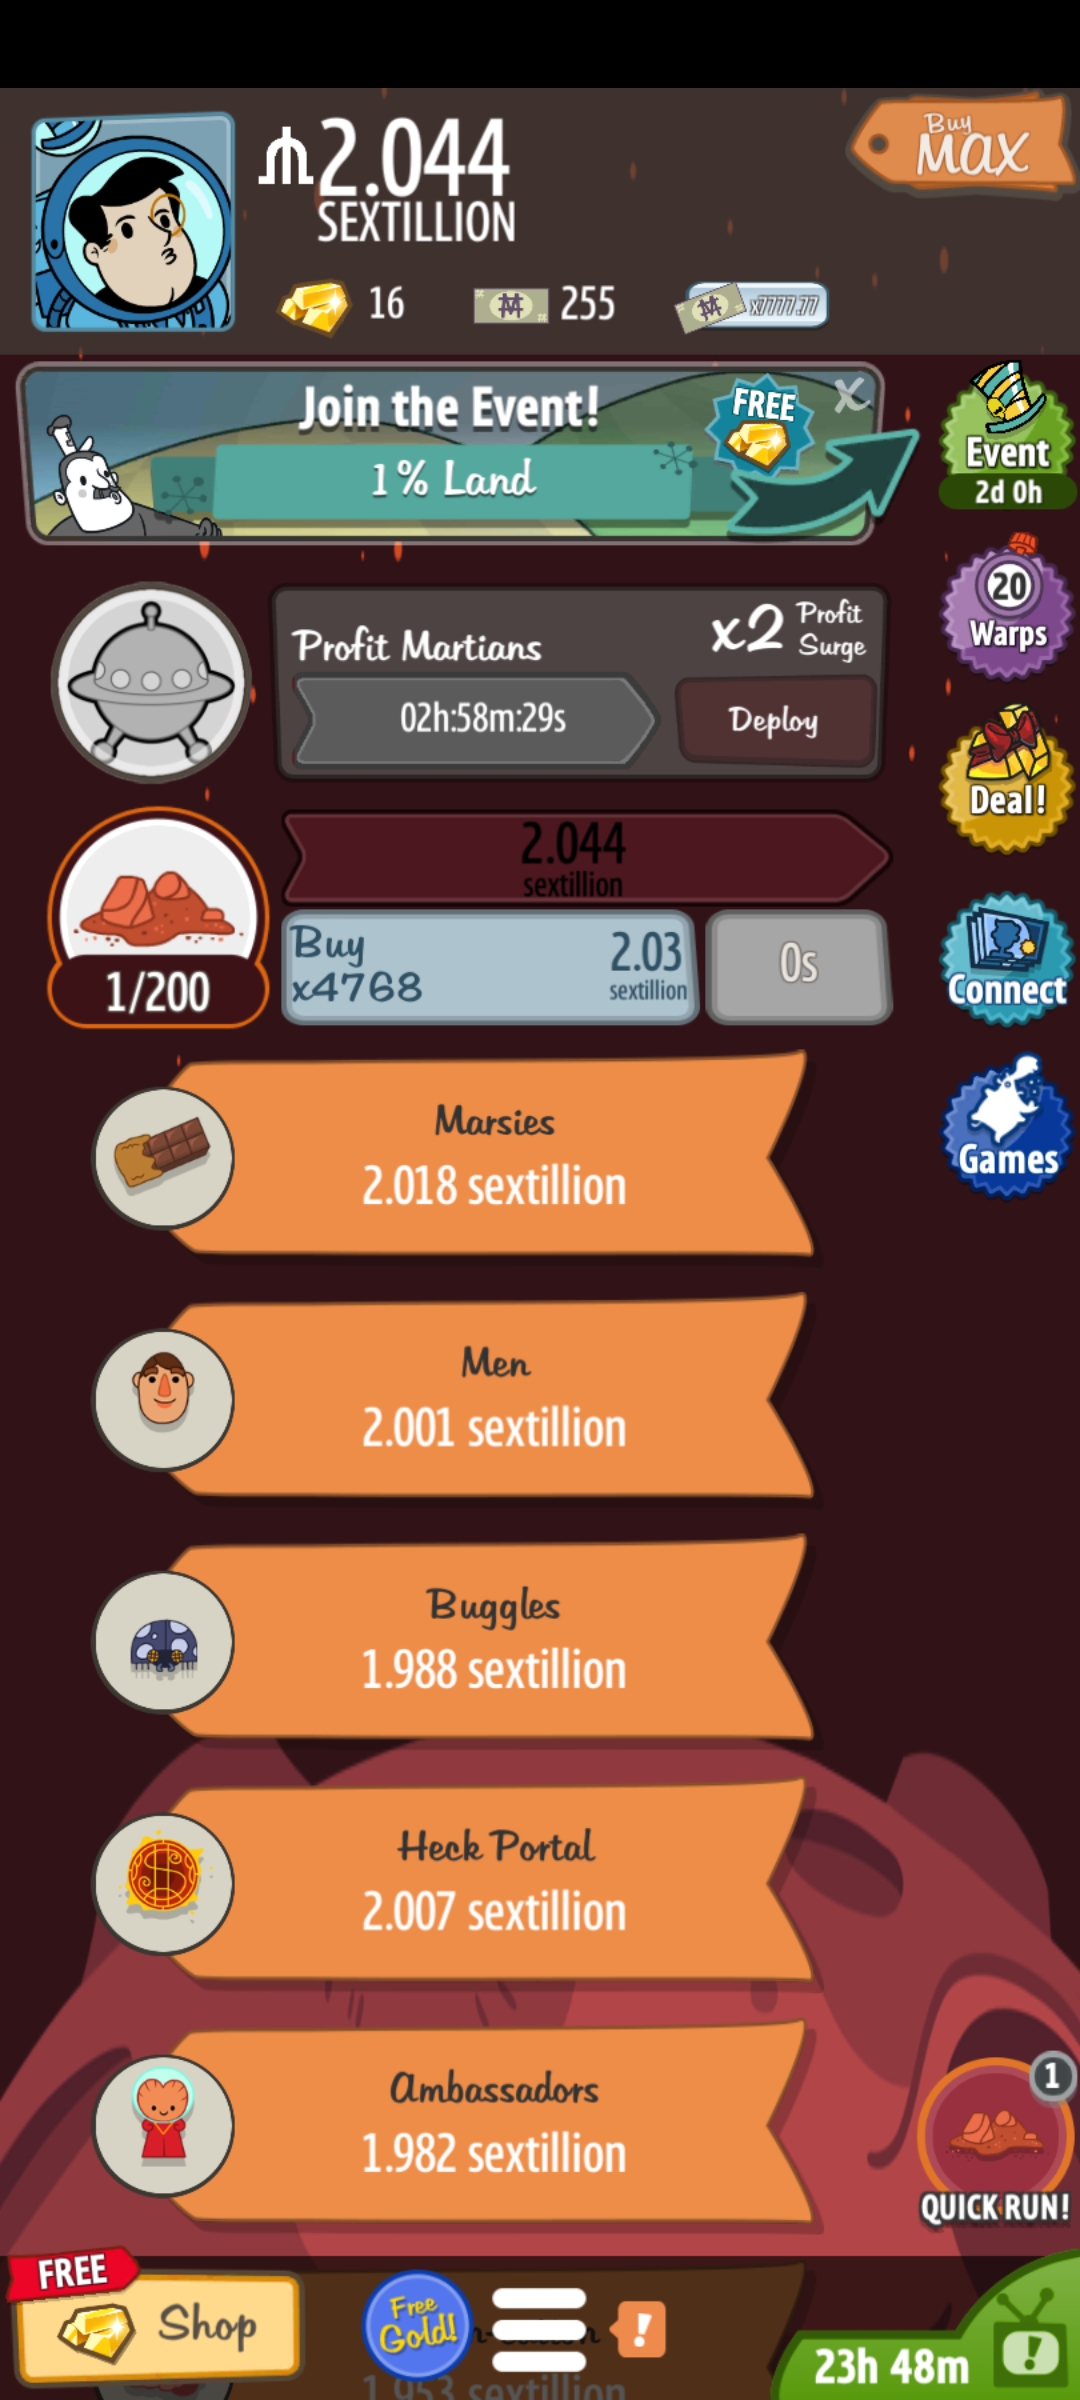 2.044
SEXTILLION
Buy
MAX
16
255
x7777.77
Join the Event!
1% Land
FREE
X
Event
2d 0h
20
Warps
Profit Martians
x2 Profit Surge
02h:58m:29s
Deploy
Deal!
2.044
sextillion
1/200
Buy
x4768
2.03
sextillion
0s
Connect
Games
Marsies
2.018 sextillion
Men
2.001 sextillion
Buggles
1.988 sextillion
Heck Portal
2.007 sextillion
Ambassadors
1.982 sextillion
1
QUICK RUN!
FREE
Shop
Free
Gold!
!
1.953 sextillion
23h 48m
!